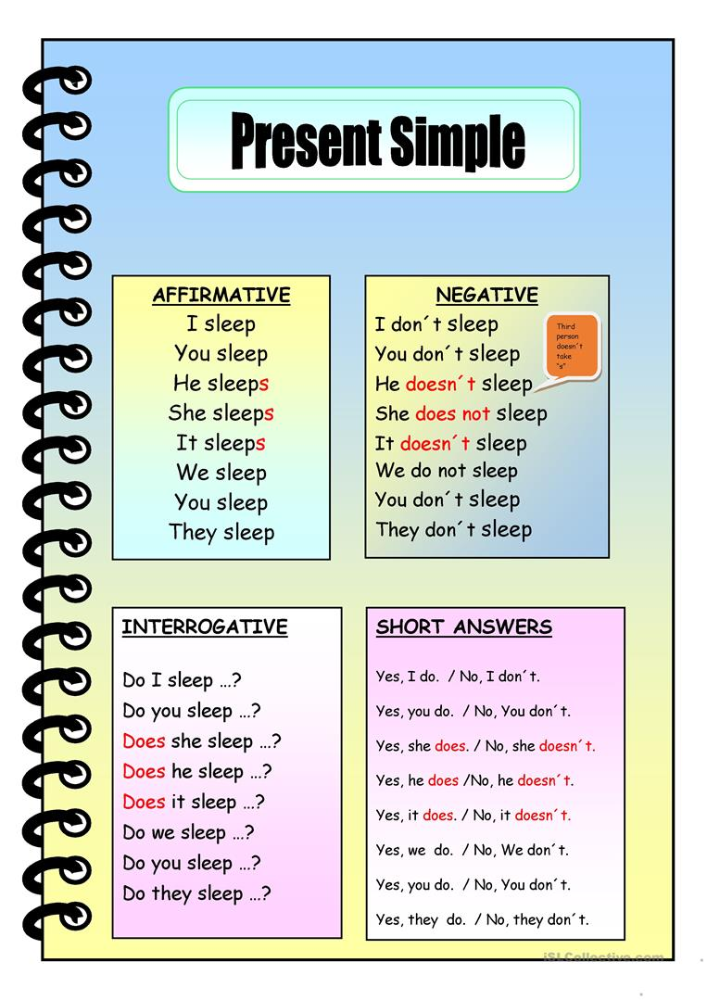 Present Simple
AFFIRMATIVE
I sleep
You sleep
He sleeps
She sleeps
It sleeps
We sleep
You sleep
They sleep
NEGATIVE
I don´t sleep
You don´t sleep
He doesn´t sleep
She does not sleep
It doesn´t sleep
We do not sleep
You don´t sleep
They don´t sleep
Third
person
doesn´t
take
“s”
INTERROGATIVE
Do I sleep …?
Do you sleep …?
Does she sleep …?
Does he sleep …?
Does it sleep …?
Do we sleep …?
Do you sleep …?
Do they sleep …?
SHORT ANSWERS
Yes, I do. / No, I don´t.
Yes, you do. / No, You don´t.
Yes, she does. / No, she doesn´t.
Yes, he does /No, he doesn´t.
Yes, it does. / No, it doesn´t.
Yes, we do. / No, We don´t.
Yes, you do. / No, You don´t.
Yes, they do. / No, they don´t.
iSLCollective.com